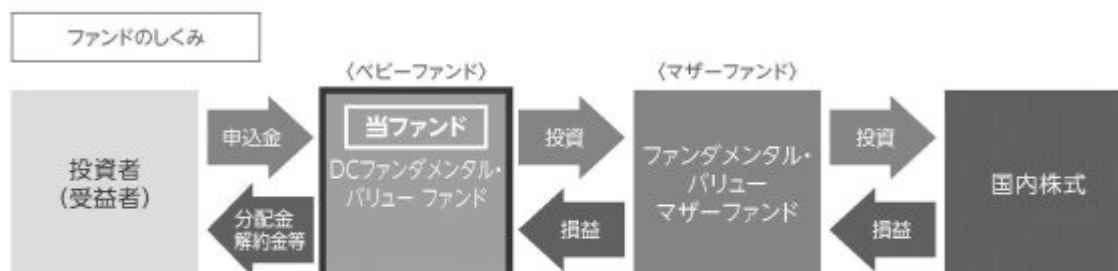 ファンドのしくみ
〈ベビーファンド〉
〈マザーファンド〉
投資者
(受益者)
申込金
分配金
解約金等
当ファンド
DCファンダメンタル・
バリュー ファンド
投資
損益
ファンダメンタル・
バリュー
マザーファンド
投資
損益
国内株式